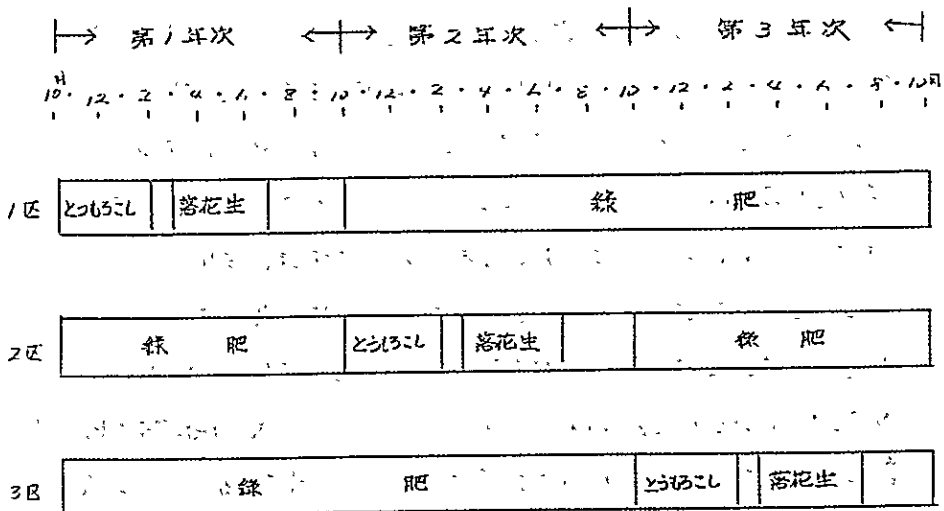 第1年次 第2年次 第3年次
10月・12・2・4・6・8・10・12・2・4・6・8・10・12・2・4・6・8・10月
1区 とうもろこし 落花生 緑肥
2区 緑肥 とうもろこし 落花生 緑肥
3区 緑肥 とうもろこし 落花生